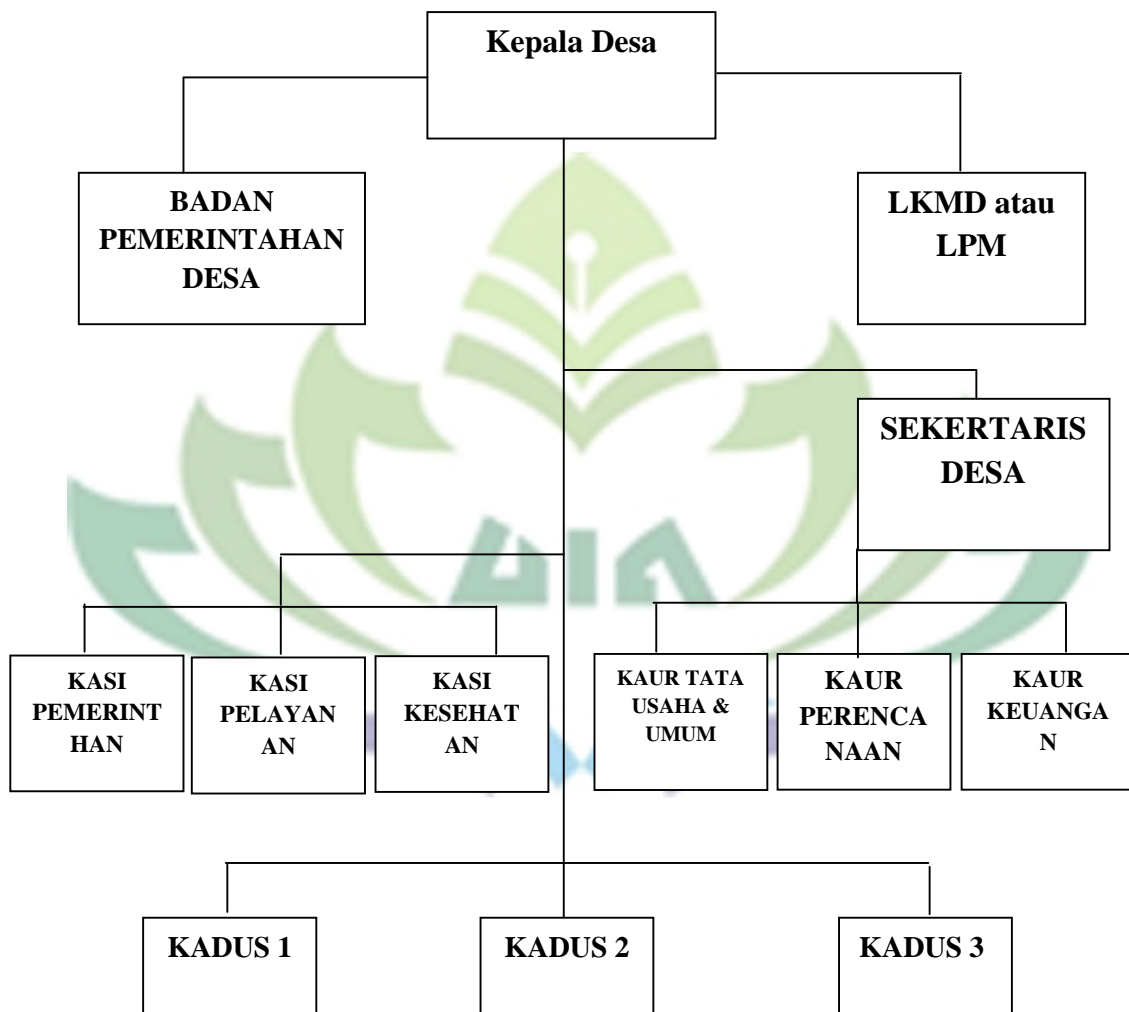 Kepala Desa
BADAN
PEMERINTAHAN
DESA
LKMD atau
LPM
SEKERTARIS
DESA
KASI
PEMERINT
HAN
KASI
PELAYAN
AN
KASI
KESEHAT
AN
KAUR TATA
USAHA &
UMUM
KAUR
PERENCA
NAAN
KAUR
KEUANGA
N
KADUS 1
KADUS 2
KADUS 3